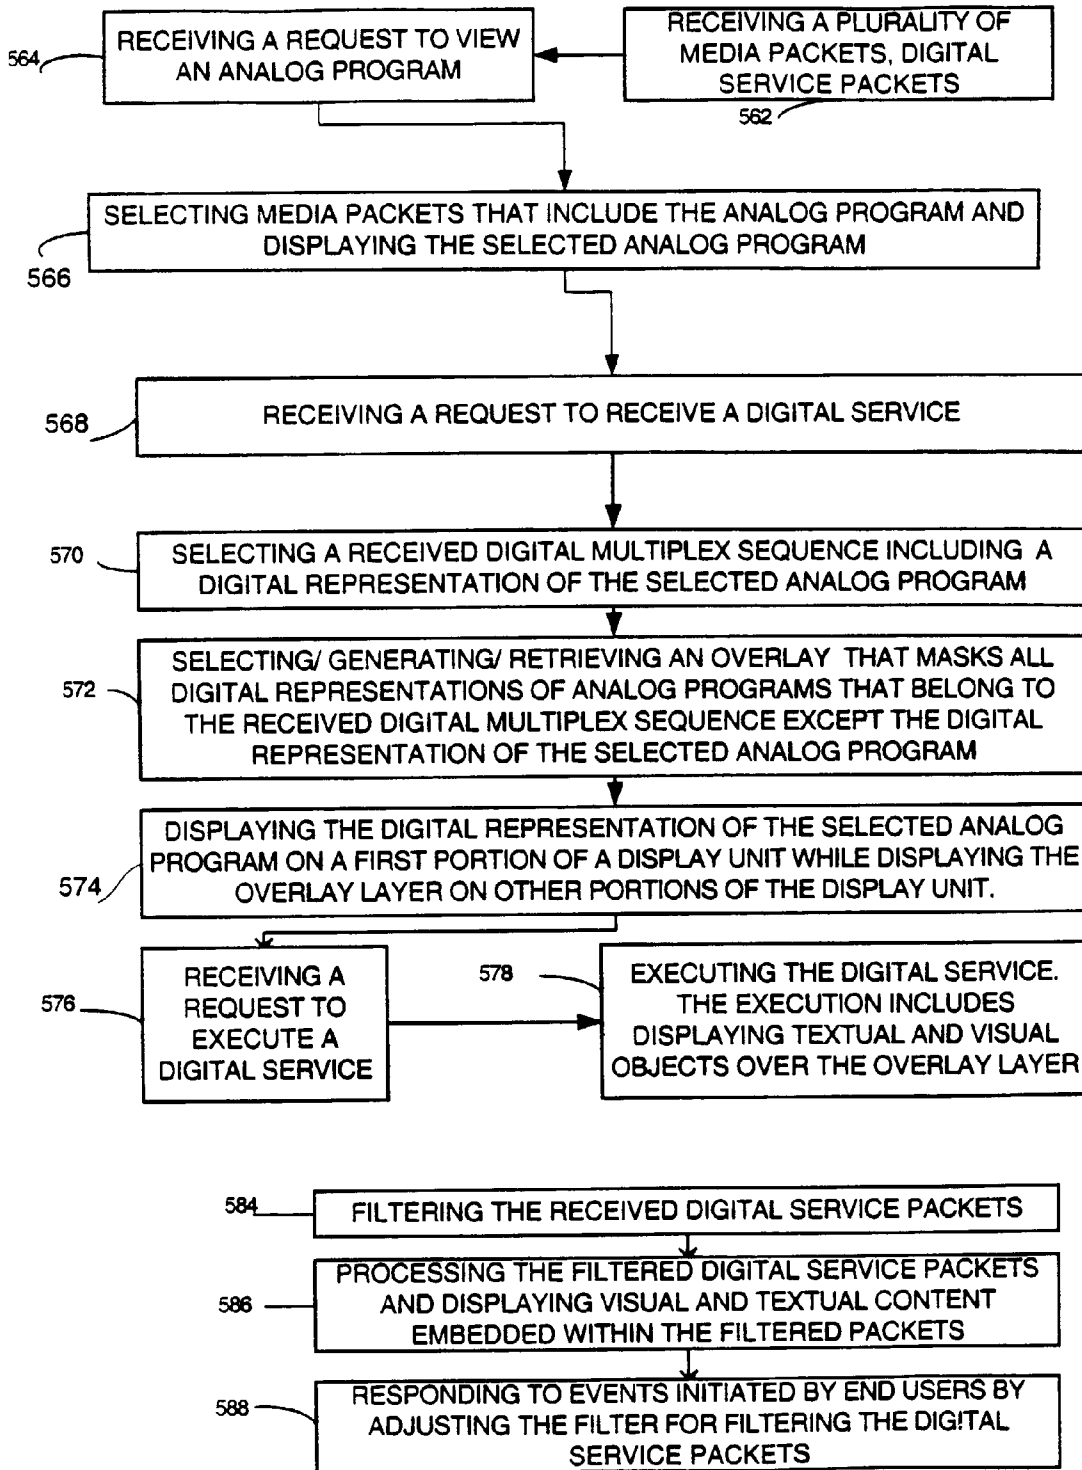 564
RECEIVING A REQUEST TO VIEW
AN ANALOG PROGRAM
RECEIVING A PLURALITY OF
MEDIA PACKETS, DIGITAL
SERVICE PACKETS
562
SELECTING MEDIA PACKETS THAT INCLUDE THE ANALOG PROGRAM AND
DISPLAYING THE SELECTED ANALOG PROGRAM
566
568
RECEIVING A REQUEST TO RECEIVE A DIGITAL SERVICE
570
SELECTING A RECEIVED DIGITAL MULTIPLEX SEQUENCE INCLUDING A
DIGITAL REPRESENTATION OF THE SELECTED ANALOG PROGRAM
572
SELECTING/ GENERATING/ RETRIEVING AN OVERLAY THAT MASKS ALL
DIGITAL REPRESENTATIONS OF ANALOG PROGRAMS THAT BELONG TO
THE RECEIVED DIGITAL MULTIPLEX SEQUENCE EXCEPT THE DIGITAL
REPRESENTATION OF THE SELECTED ANALOG PROGRAM
574
DISPLAYING THE DIGITAL REPRESENTATION OF THE SELECTED ANALOG
PROGRAM ON A FIRST PORTION OF A DISPLAY UNIT WHILE DISPLAYING THE
OVERLAY LAYER ON OTHER PORTIONS OF THE DISPLAY UNIT.
576
RECEIVING A
REQUEST TO
EXECUTE A
DIGITAL SERVICE
578
EXECUTING THE DIGITAL SERVICE.
THE EXECUTION INCLUDES
DISPLAYING TEXTUAL AND VISUAL
OBJECTS OVER THE OVERLAY LAYER
584
FILTERING THE RECEIVED DIGITAL SERVICE PACKETS
586
PROCESSING THE FILTERED DIGITAL SERVICE PACKETS
AND DISPLAYING VISUAL AND TEXTUAL CONTENT
EMBEDDED WITHIN THE FILTERED PACKETS
588
RESPONDING TO EVENTS INITIATED BY END USERS BY
ADJUSTING THE FILTER FOR FILTERING THE DIGITAL
SERVICE PACKETS